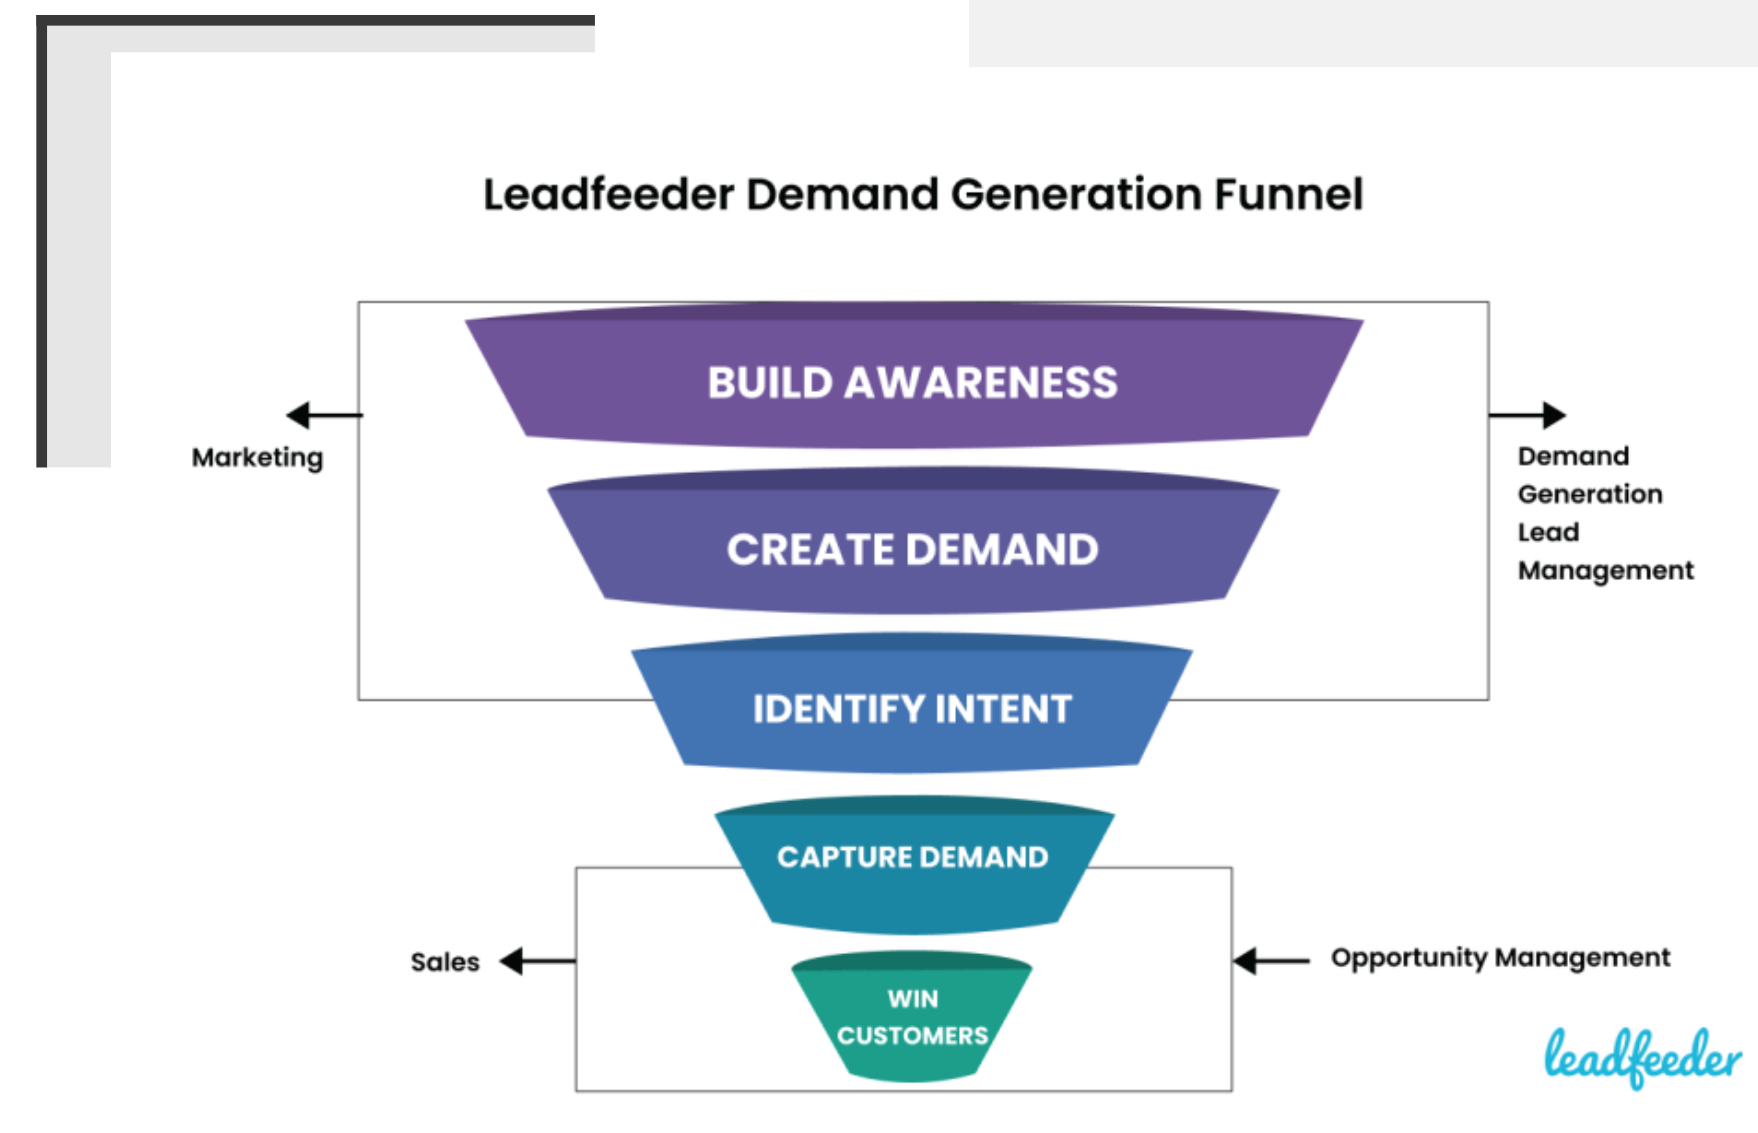 Leadfeeder Demand Generation Funnel
BUILD AWARENESS
Marketing
Demand
Generation
Lead
Management
CREATE DEMAND
IDENTIFY INTENT
CAPTURE DEMAND
Sales
Opportunity Management
WIN
CUSTOMERS
leadfeeder